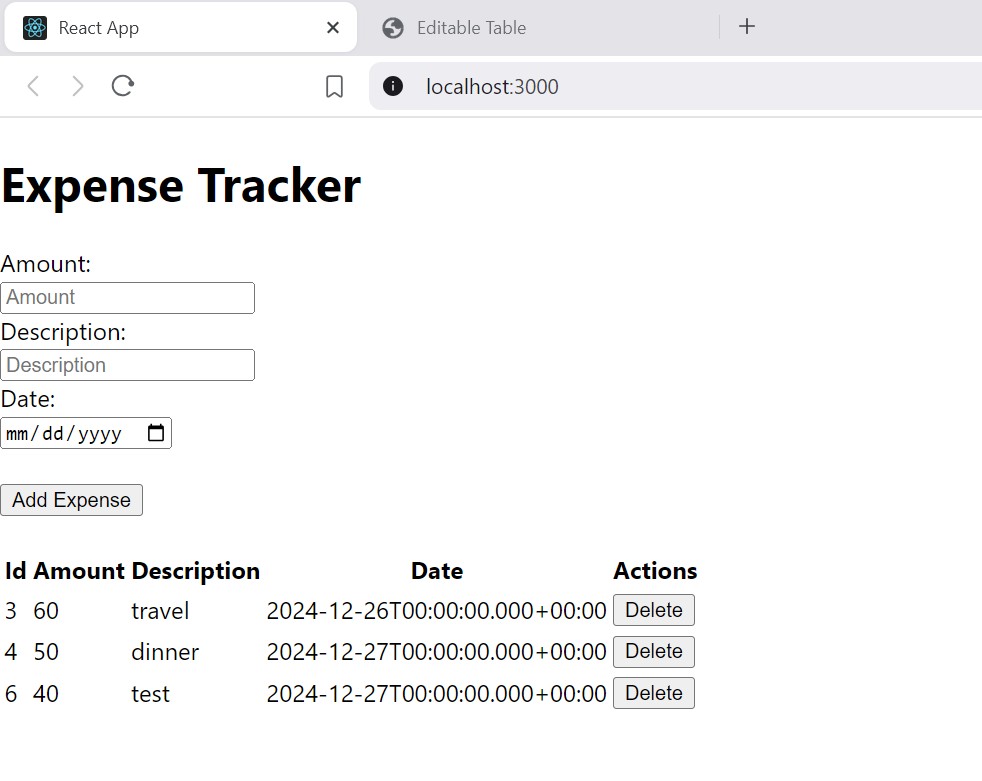 React App
Editable Table
localhost:3000
Expense Tracker
Amount:
Amount
Description:
Description
Date:
mm/dd/yyyy
Add Expense
Id Amount Description Date Actions
3 60 travel 2024-12-26T00:00:00.000+00:00 Delete
4 50 dinner 2024-12-27T00:00:00.000+00:00 Delete
6 40 test 2024-12-27T00:00:00.000+00:00 Delete